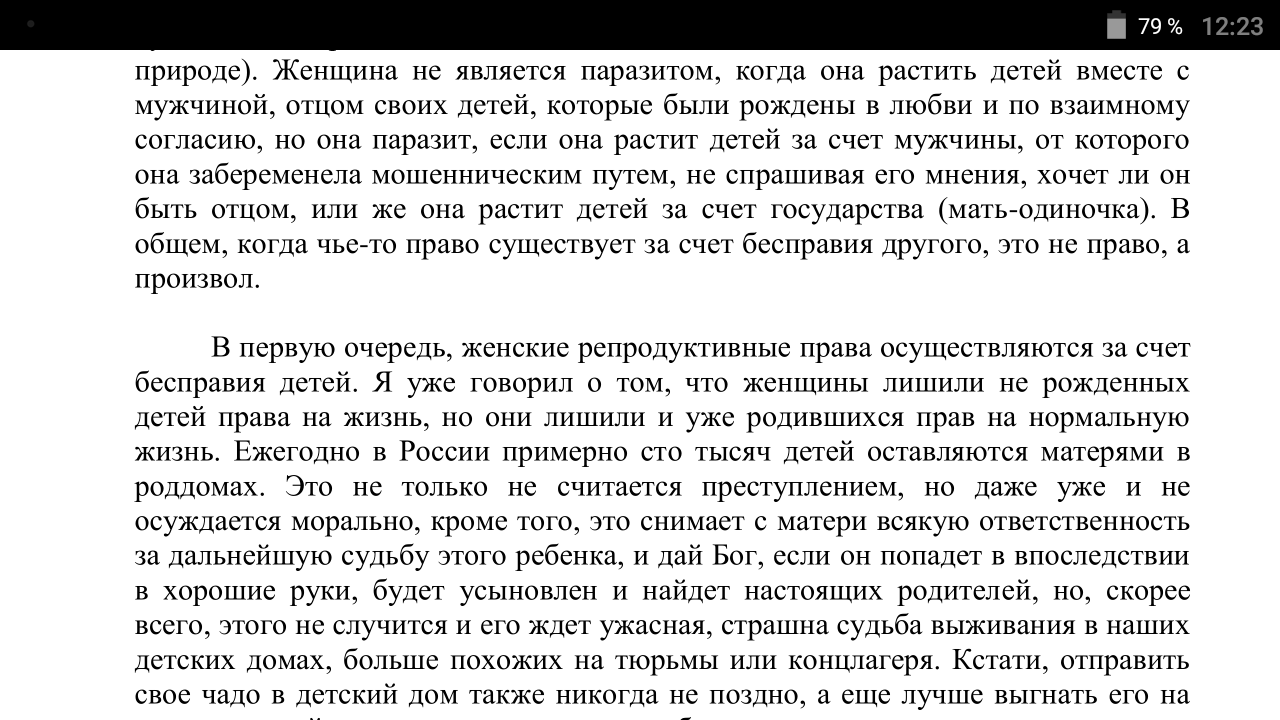 79 % 12:23
природе). Женщина не является паразитом, когда она растить детей вместе с
мужчиной, отцом своих детей, которые были рождены в любви и по взаимному
согласию, но она паразит, если она растит детей за счет мужчины, от которого
она забеременела мошенническим путем, не спрашивая его мнения, хочет ли он
быть отцом, или же она растит детей за счет государства (мать-одиночка). В
общем, когда чье-то право существует за счет бесправия другого, это не право, а
произвол.
В первую очередь, женские репродуктивные права осуществляются за счет
бесправия детей. Я уже говорил о том, что женщины лишили не рожденных
детей права на жизнь, но они лишили и уже родившихся прав на нормальную
жизнь. Ежегодно в России примерно сто тысяч детей оставляются матерями в
роддомах. Это не только не считается преступлением, но даже уже и не
осуждается морально, кроме того, это снимает с матери всякую ответственность
за дальнейшую судьбу этого ребенка, и дай Бог, если он попадет в впоследствии
в хорошие руки, будет усыновлен и найдет настоящих родителей, но, скорее
всего, этого не случится и его ждет ужасная, страшна судьба выживания в наших
детских домах, больше похожих на тюрьмы или концлагеря. Кстати, отправить
свое чадо в детский дом также никогда не поздно, а еще лучше выгнать его на